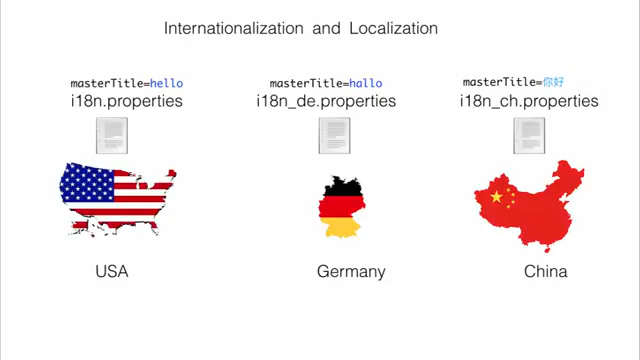 Internationalization and Localization
masterTitle=hello
i18n.properties
masterTitle=hallo
i18n_de.properties
masterTitle=你好
i18n_ch.properties
USA
Germany
China